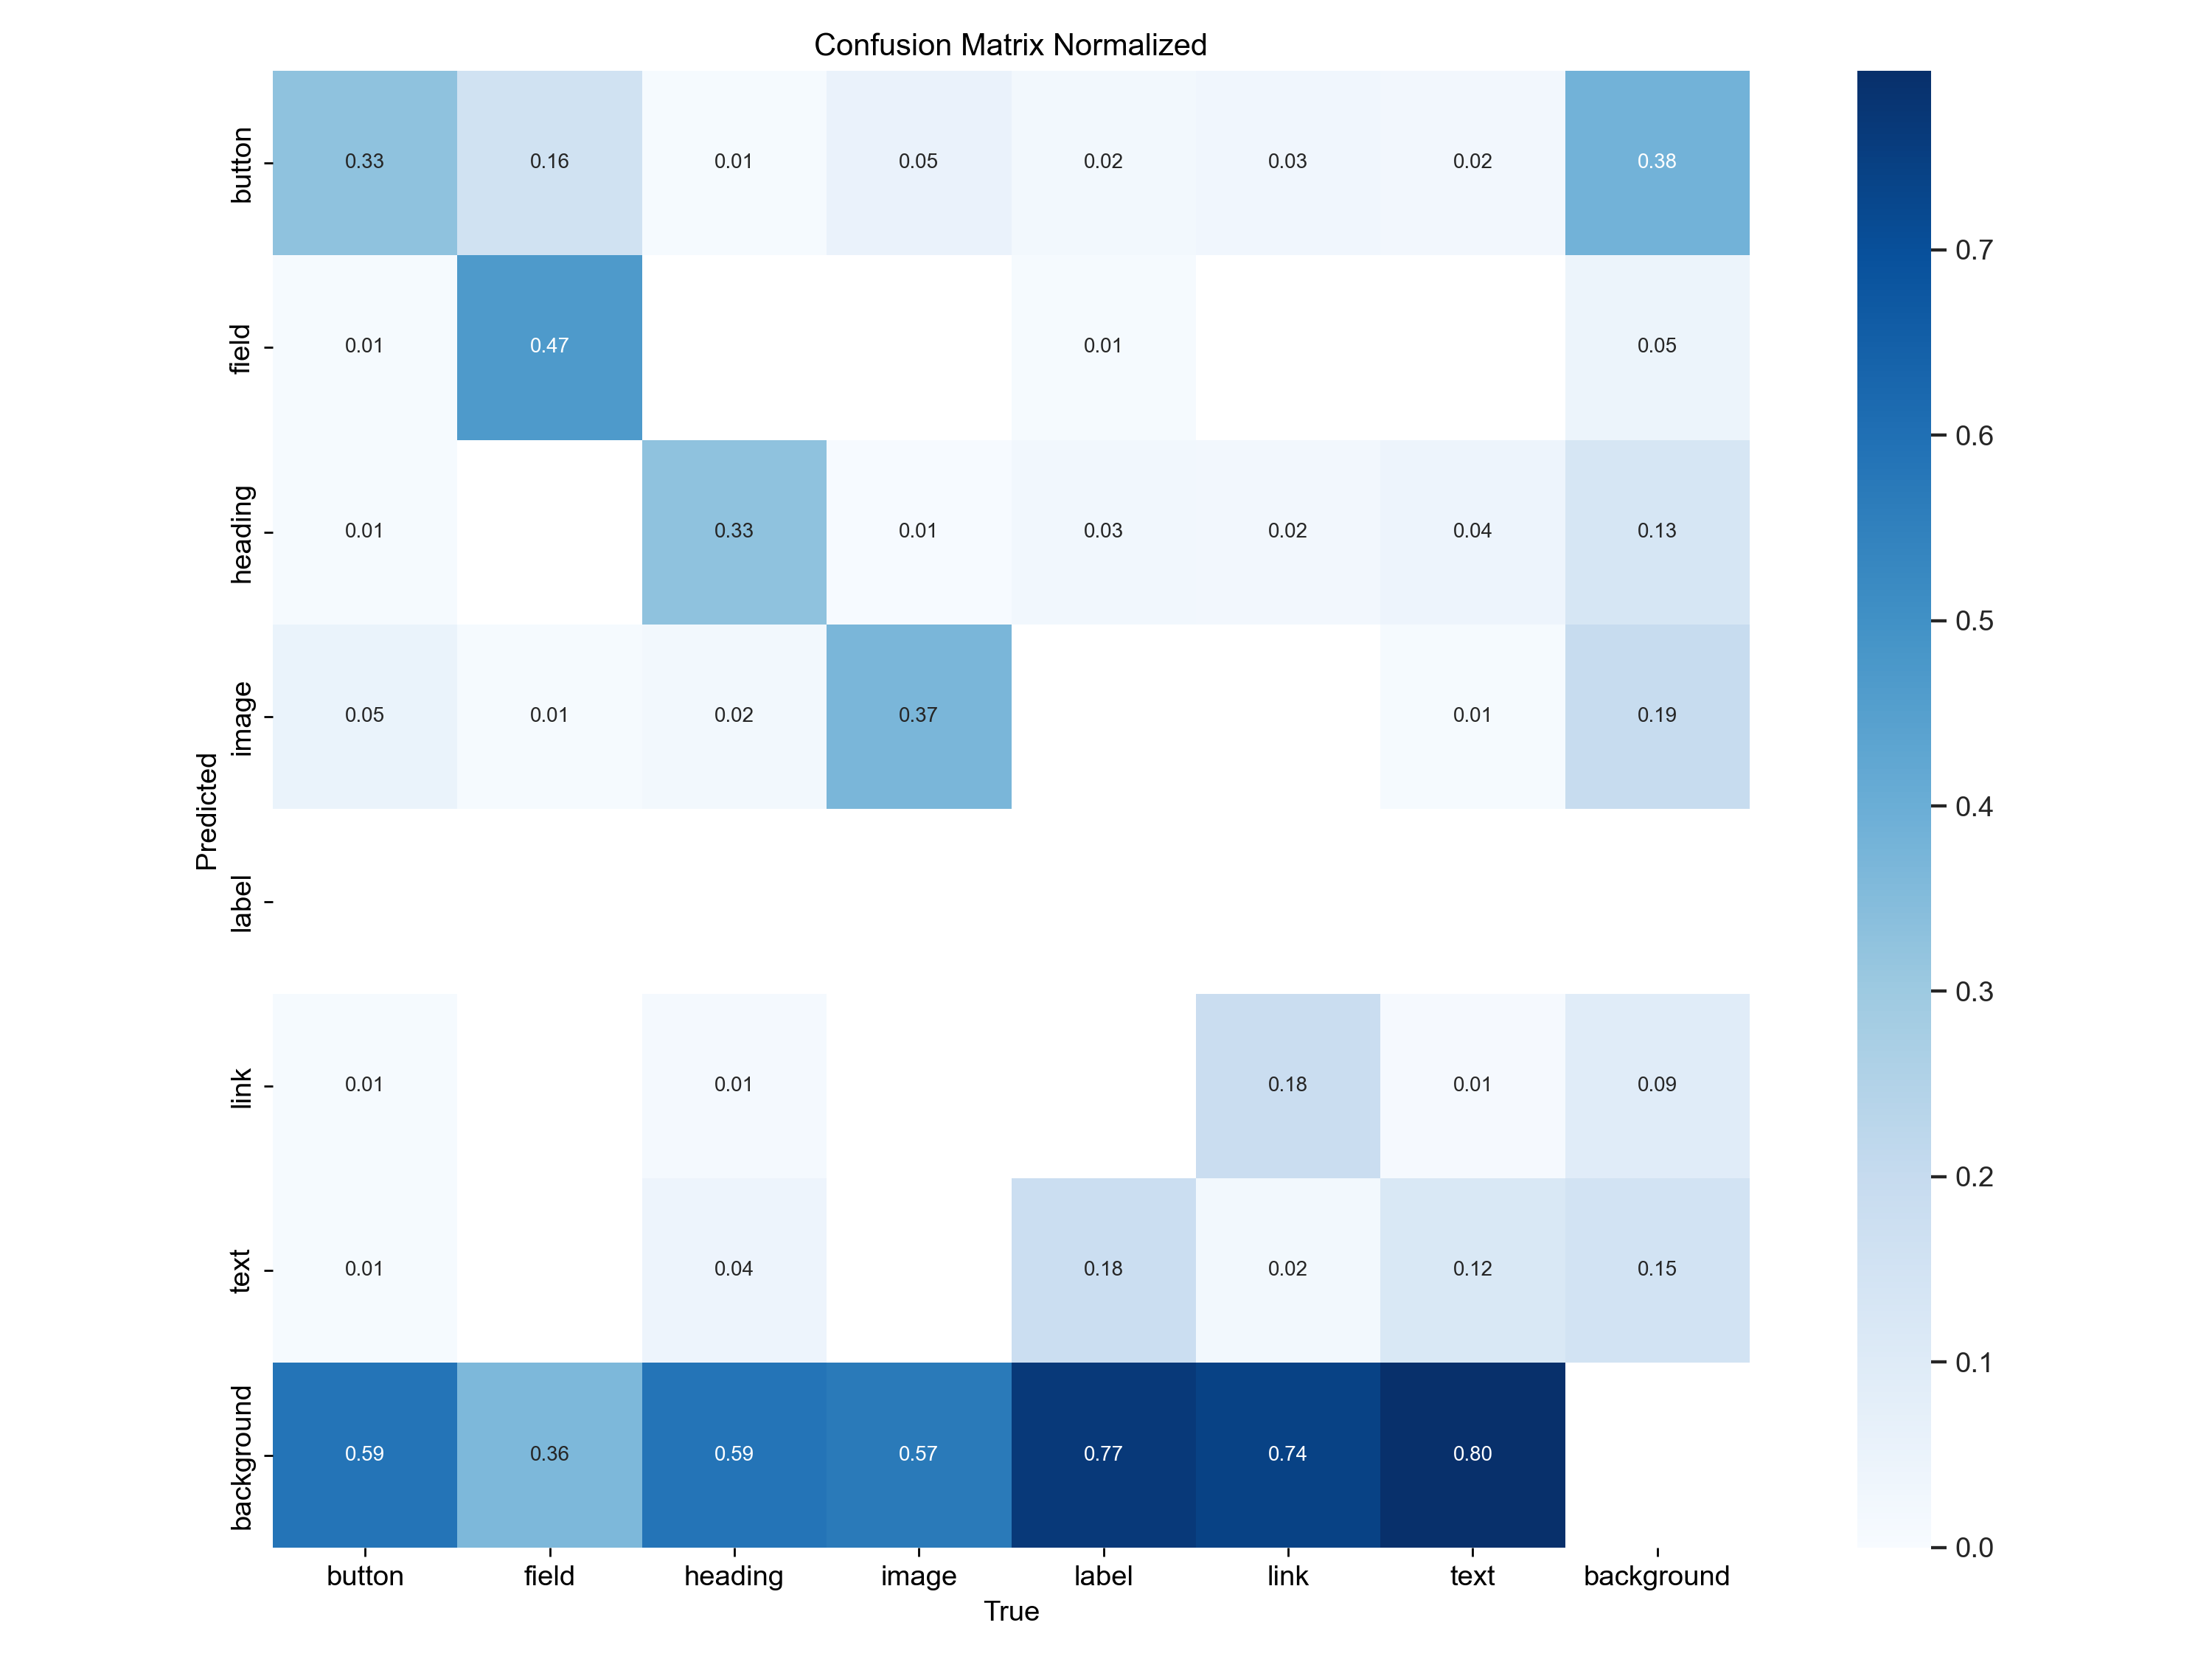 Confusion Matrix Normalized
button 0.33 0.16 0.01 0.05 0.02 0.03 0.02 0.38
field 0.01 0.47 0.01 0.05
heading 0.01 0.33 0.01 0.03 0.02 0.04 0.13
image 0.05 0.01 0.02 0.37 0.01 0.19
label
link 0.01 0.01 0.18 0.01 0.09
text 0.01 0.04 0.18 0.02 0.12 0.15
background 0.59 0.36 0.59 0.57 0.77 0.74 0.80
button field heading image label link text background
True
Predicted
0.7
0.6
0.5
0.4
0.3
0.2
0.1
0.0